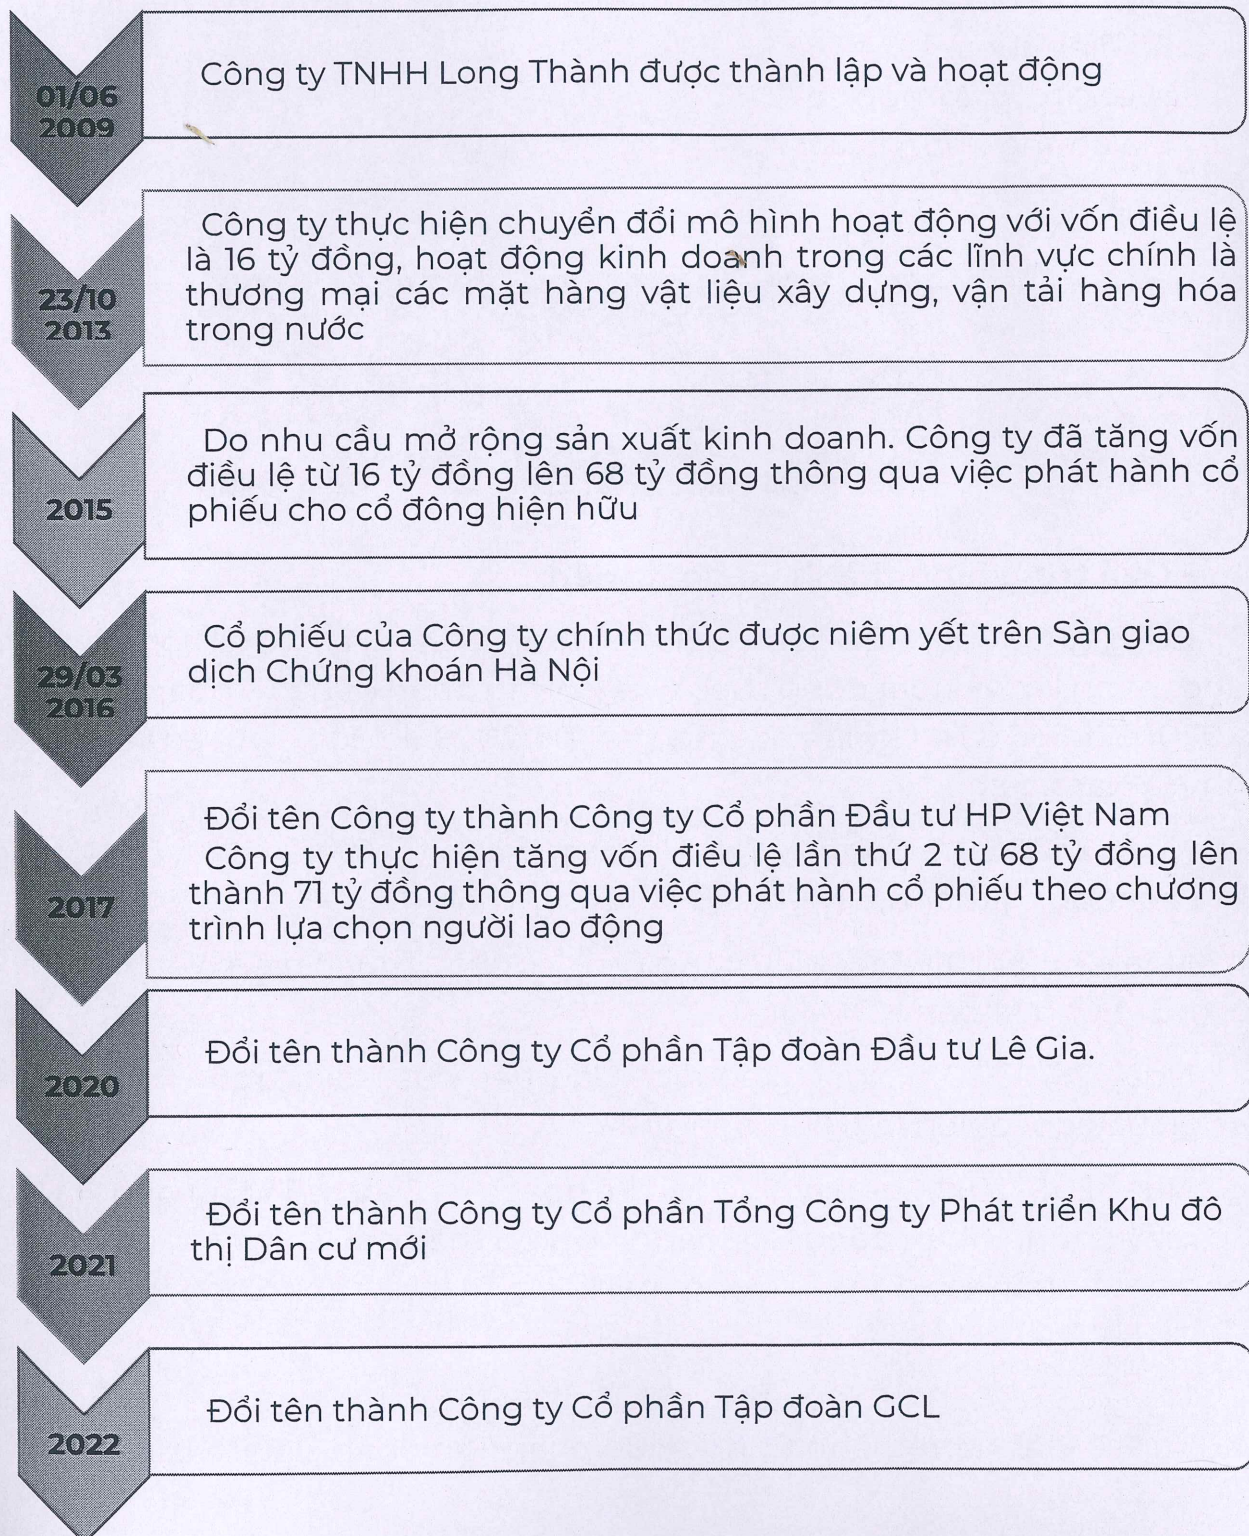 01/06
2009
Công ty TNHH Long Thành được thành lập và hoạt động
23/10
2013
Công ty thực hiện chuyển đổi mô hình hoạt động với vốn điều lệ
là 16 tỷ đồng, hoạt động kinh doanh trong các lĩnh vực chính là
thương mại các mặt hàng vật liệu xây dựng, vận tải hàng hóa
trong nước
2015
Do nhu cầu mở rộng sản xuất kinh doanh. Công ty đã tăng vốn
điều lệ từ 16 tỷ đồng lên 68 tỷ đồng thông qua việc phát hành cổ
phiếu cho cổ đông hiện hữu
29/03
2016
Cổ phiếu của Công ty chính thức được niêm yết trên Sàn giao
dịch Chứng khoán Hà Nội
2017
Đổi tên Công ty thành Công ty Cổ phần Đầu tư HP Việt Nam
Công ty thực hiện tăng vốn điều lệ lần thứ 2 từ 68 tỷ đồng lên
thành 71 tỷ đồng thông qua việc phát hành cổ phiếu theo chương
trình lựa chọn người lao động
2020
Đổi tên thành Công ty Cổ phần Tập đoàn Đầu tư Lê Gia.
2021
Đổi tên thành Công ty Cổ phần Tổng Công ty Phát triển Khu đô
thị Dân cư mới
2022
Đổi tên thành Công ty Cổ phần Tập đoàn GCL